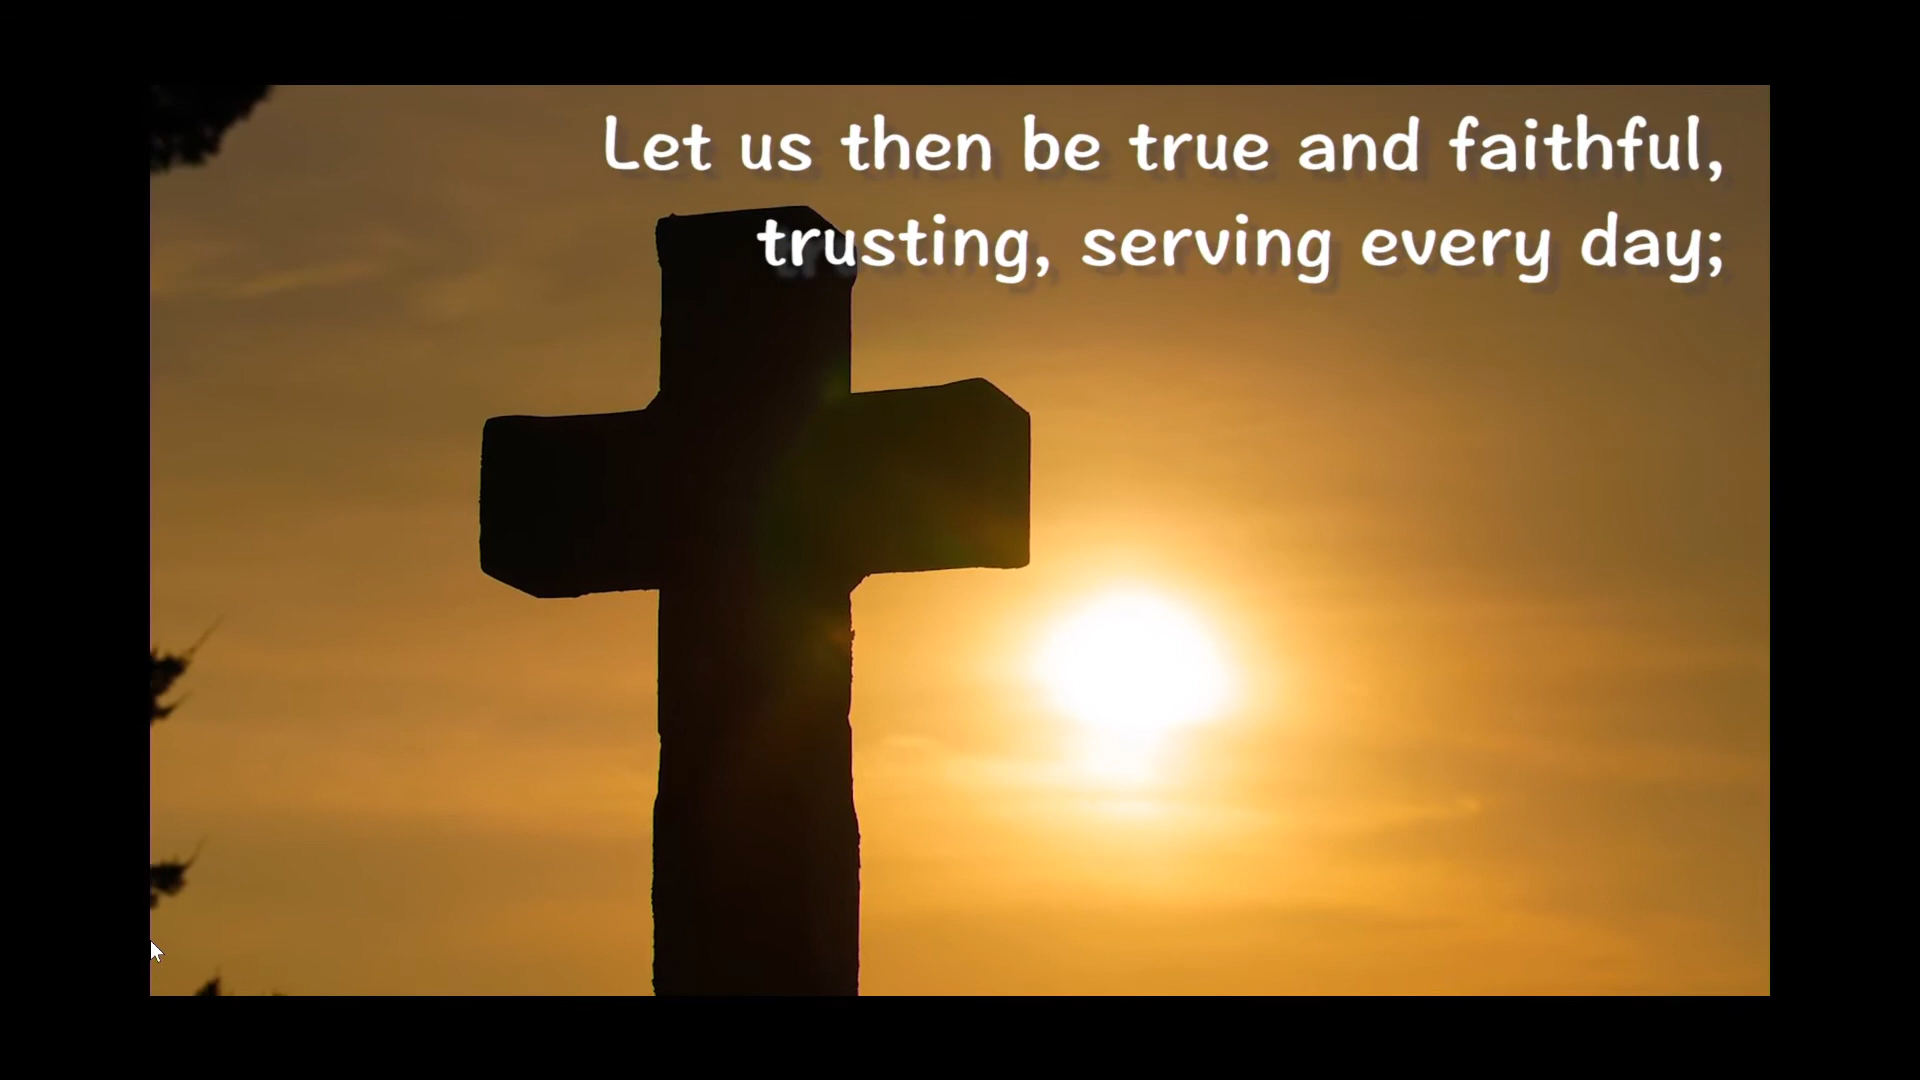 Let us then be true and faithful,
trusting, serving every day;